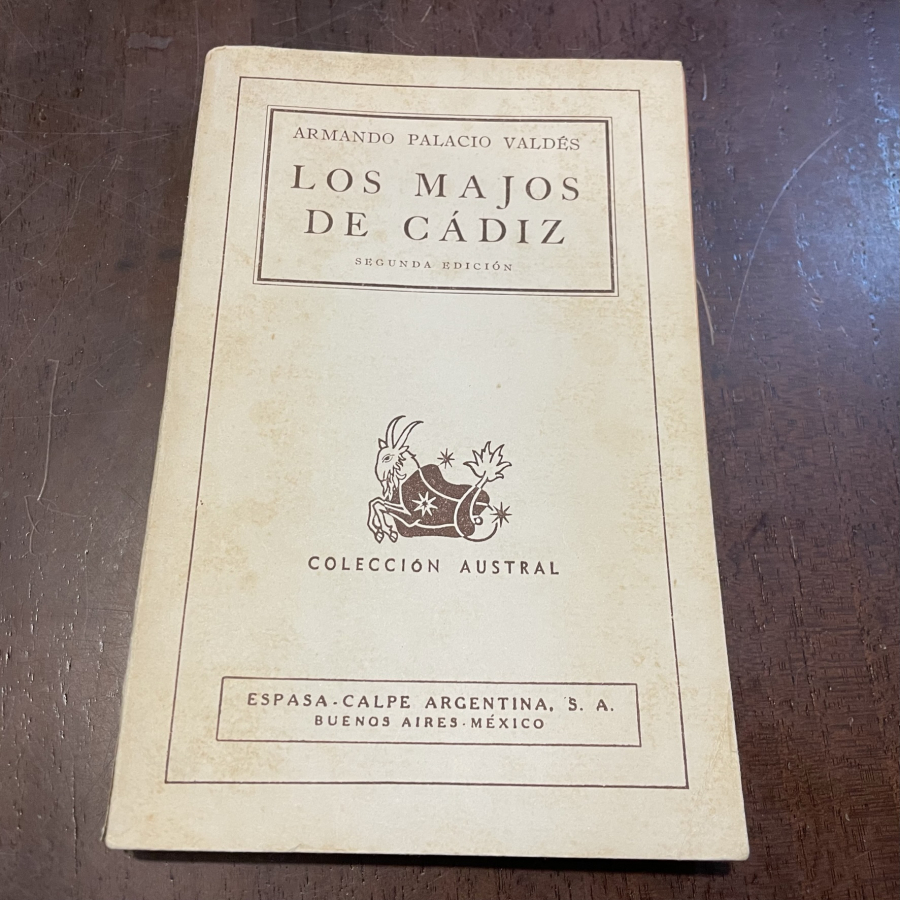 ARMANDO PALACIO VALDÉS
LOS MAJOS
DE CÁDIZ
SEGUNDA EDICIÓN
COLECCIÓN AUSTRAL
ESPASA-CALPE ARGENTINA, S. A.
BUENOS AIRES-MÉXICO